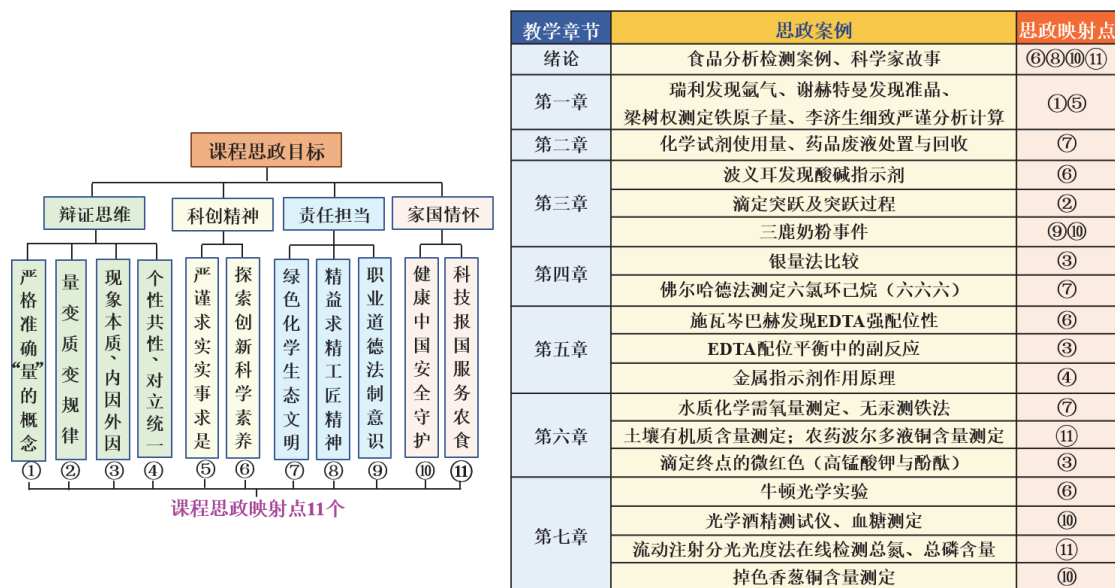 课程思政目标
辩证思维
科创精神
责任担当
家国情怀
严格准确“量”的概念
量变质变规律
现象本质、内因外因
个性共性、对立统一
严谨求实实事求是
探索创新科学素养
绿色化学生态文明
精益求精工匠精神
职业道德法制意识
健康中国安全守护
科技报国服务农食
① ② ③ ④ ⑤ ⑥ ⑦ ⑧ ⑨ ⑩ ⑪
课程思政映射点11个
教学章节 思政案例 思政映射点
绪论 食品分析检测案例、科学家故事 ⑥⑧⑩⑪
第一章 瑞利发现氩气、谢赫特曼发现准晶、
梁树权测定铁原子量、李济生细致严谨分析计算 ①⑤
第二章 化学试剂使用量、药品废液处置与回收 ⑦
第三章 波义耳发现酸碱指示剂 ⑥
滴定突跃及突跃过程 ②
三鹿奶粉事件 ⑨⑩
第四章 银量法比较 ③
佛尔哈德法测定六氯环己烷（六六六） ⑦
第五章 施瓦岑巴赫发现EDTA强配位性 ⑥
EDTA配位平衡中的副反应 ③
金属指示剂作用原理 ④
第六章 水质化学需氧量测定、无汞测铁法 ⑦
土壤有机质含量测定；农药波尔多液铜含量测定 ⑪
滴定终点的微红色（高锰酸钾与酚酞） ③
第七章 牛顿光学实验 ⑥
光学酒精测试仪、血糖测定 ⑩
流动注射分光光度法在线检测总氮、总磷含量 ⑪
掉色香葱铜含量测定 ⑩